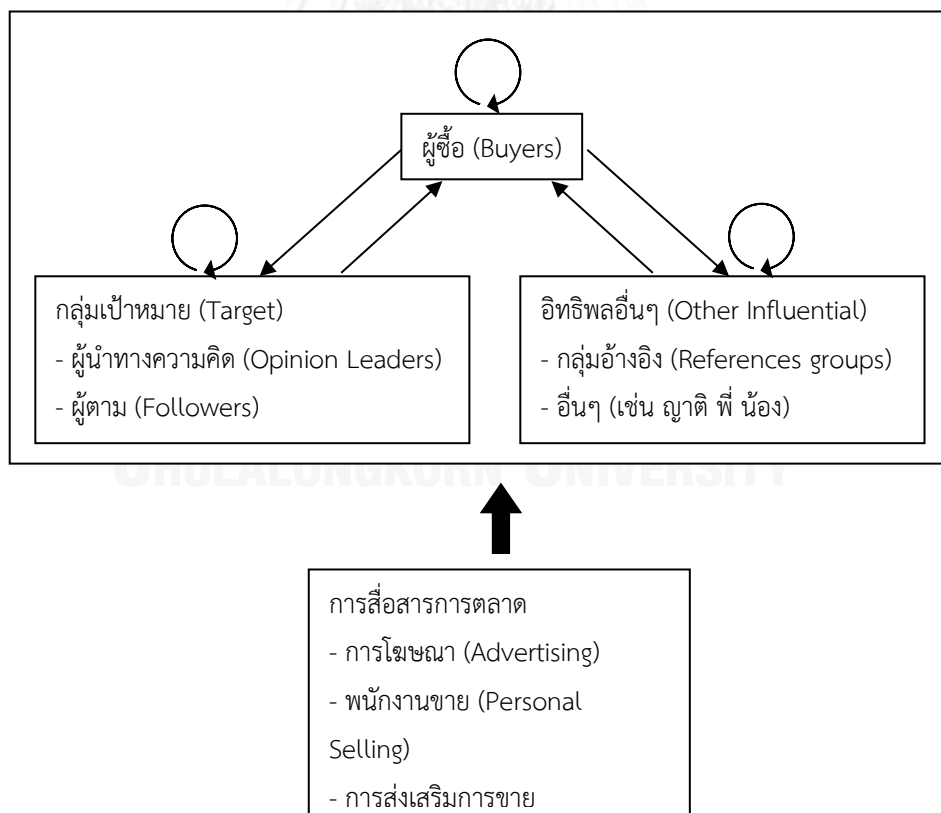 ผู้ซื้อ (Buyers)
กลุ่มเป้าหมาย (Target)
- ผู้นำทางความคิด (Opinion Leaders)
- ผู้ตาม (Followers)
อิทธิพลอื่นๆ (Other Influential)
- กลุ่มอ้างอิง (References groups)
- อื่นๆ (เช่น ญาติ พี่ น้อง)
CHULALONGKORN UNIVERSITY
การสื่อสารการตลาด
- การโฆษณา (Advertising)
- พนักงานขาย (Personal
Selling)
- การส่งเสริมการขาย